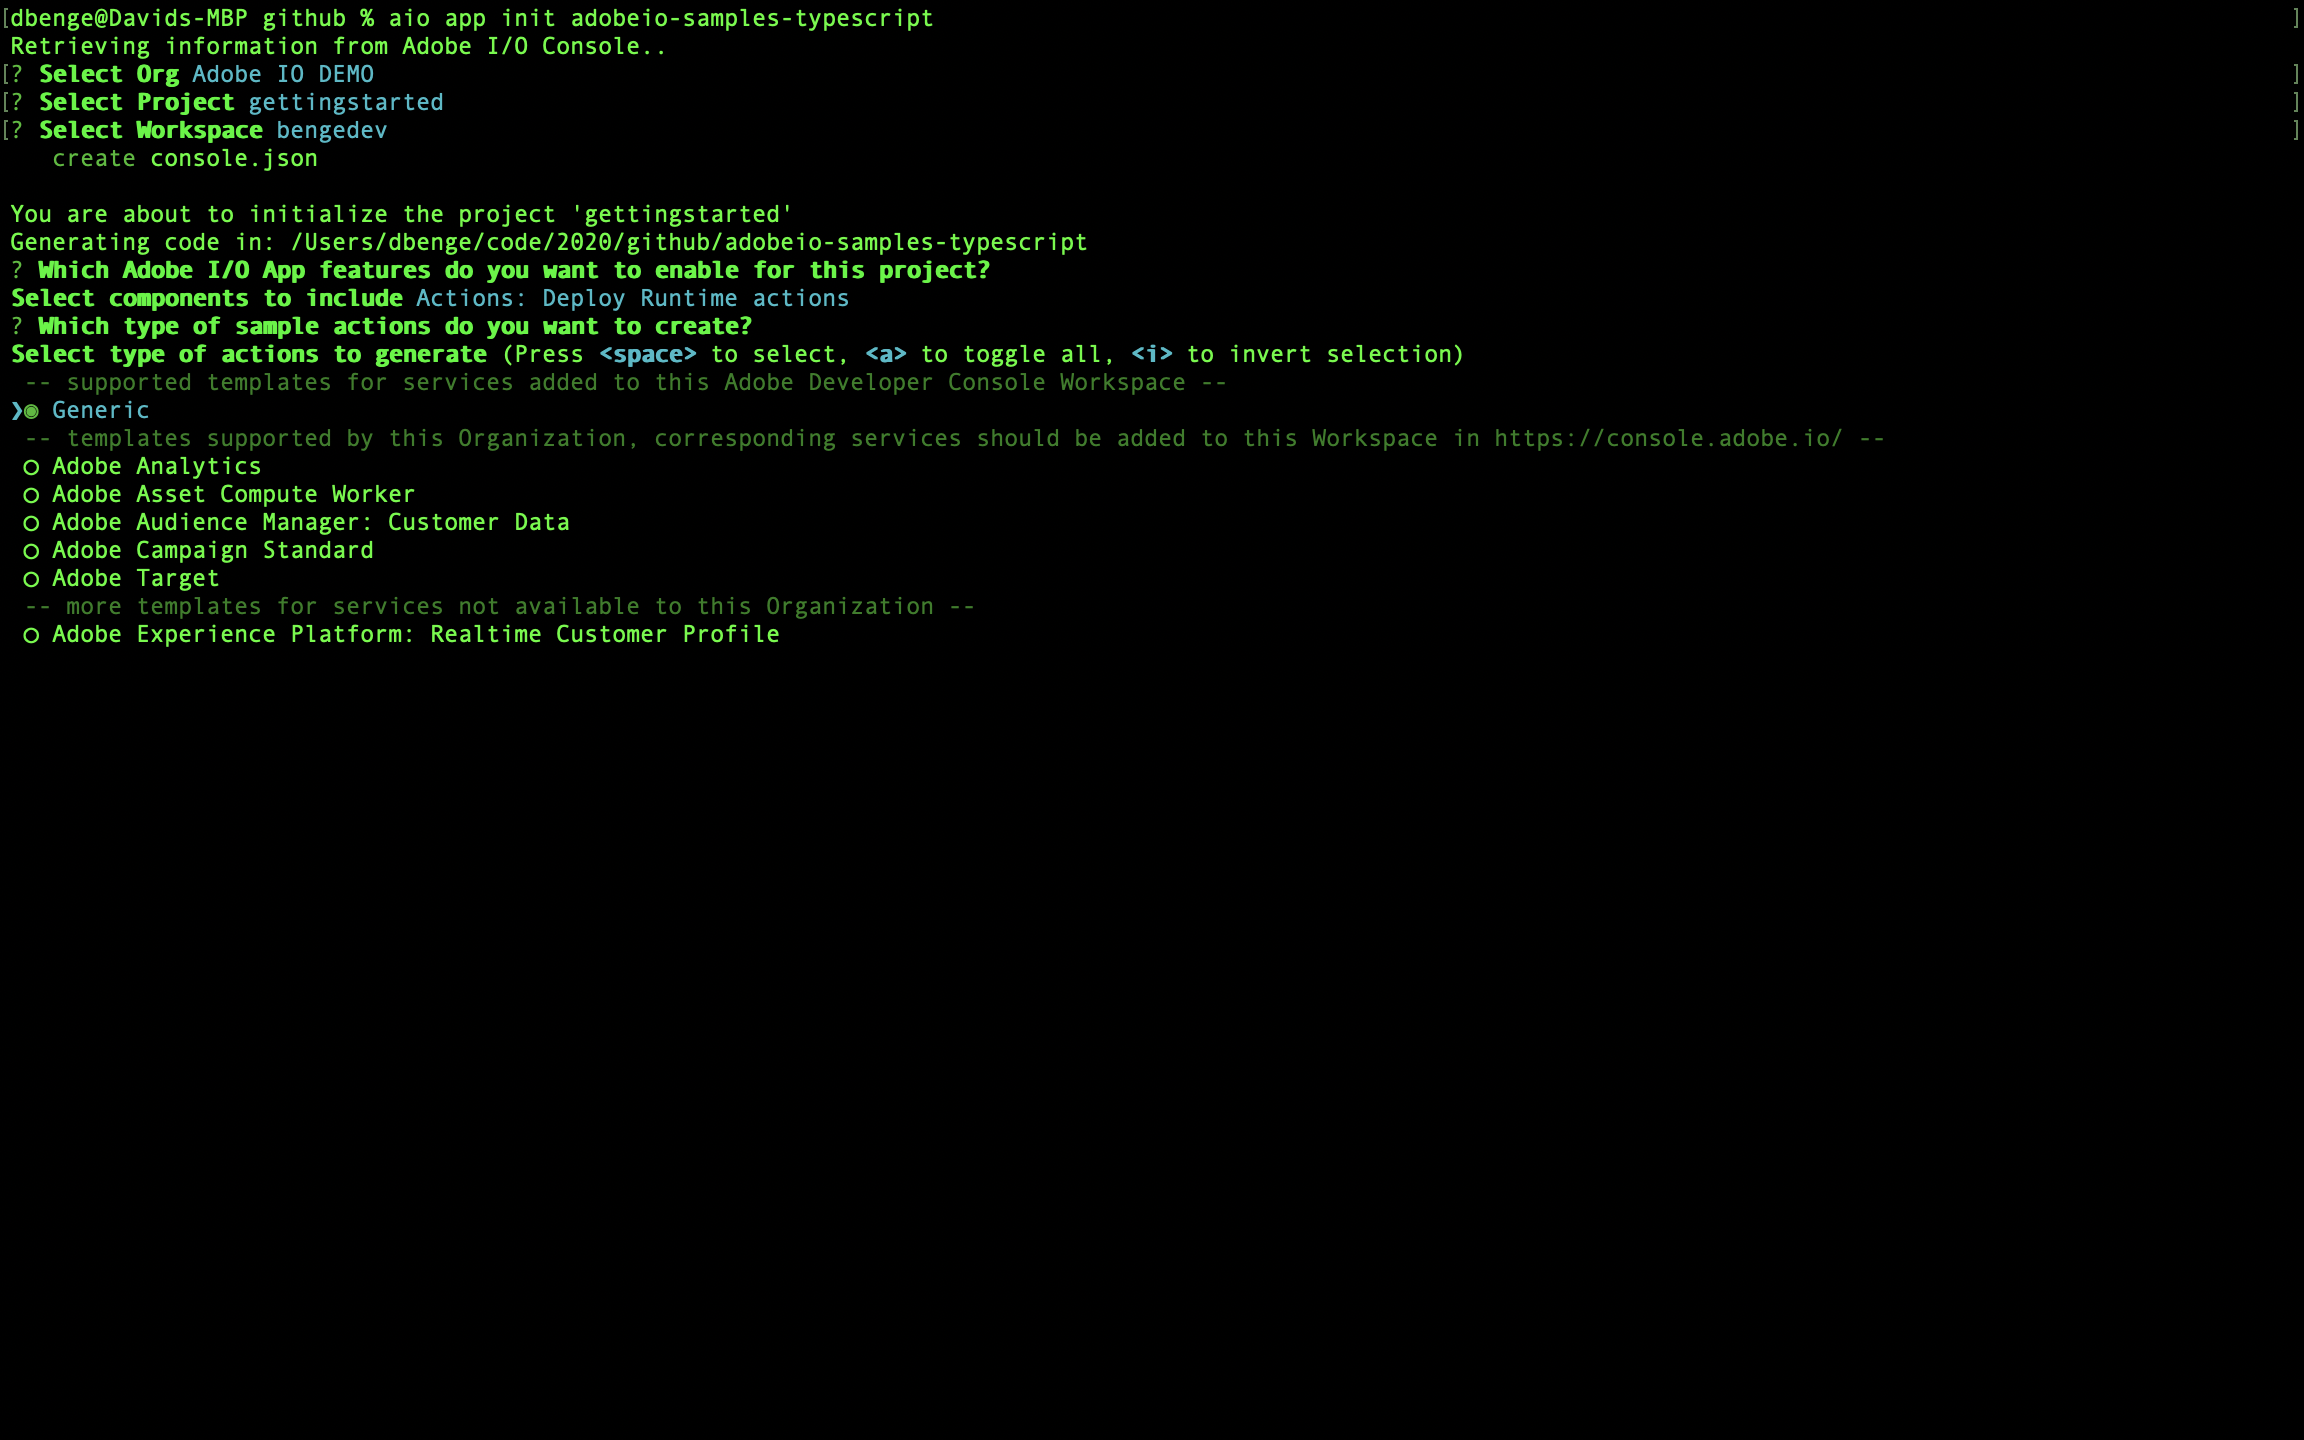 [dbenge@Davids-MBP github % aio app init adobeio-samples-typescript ]
Retrieving information from Adobe I/O Console..
[? Select Org Adobe IO DEMO ]
[? Select Project gettingstarted ]
[? Select Workspace bengedev ]
create console.json
You are about to initialize the project 'gettingstarted'
Generating code in: /Users/dbenge/code/2020/github/adobeio-samples-typescript
? Which Adobe I/O App features do you want to enable for this project?
Select components to include Actions: Deploy Runtime actions
? Which type of sample actions do you want to create?
Select type of actions to generate (Press <space> to select, <a> to toggle all, <i> to invert selection)
-- supported templates for services added to this Adobe Developer Console Workspace --
❯◉ Generic
-- templates supported by this Organization, corresponding services should be added to this Workspace in https://console.adobe.io/ --
◯ Adobe Analytics
◯ Adobe Asset Compute Worker
◯ Adobe Audience Manager: Customer Data
◯ Adobe Campaign Standard
◯ Adobe Target
-- more templates for services not available to this Organization --
◯ Adobe Experience Platform: Realtime Customer Profile